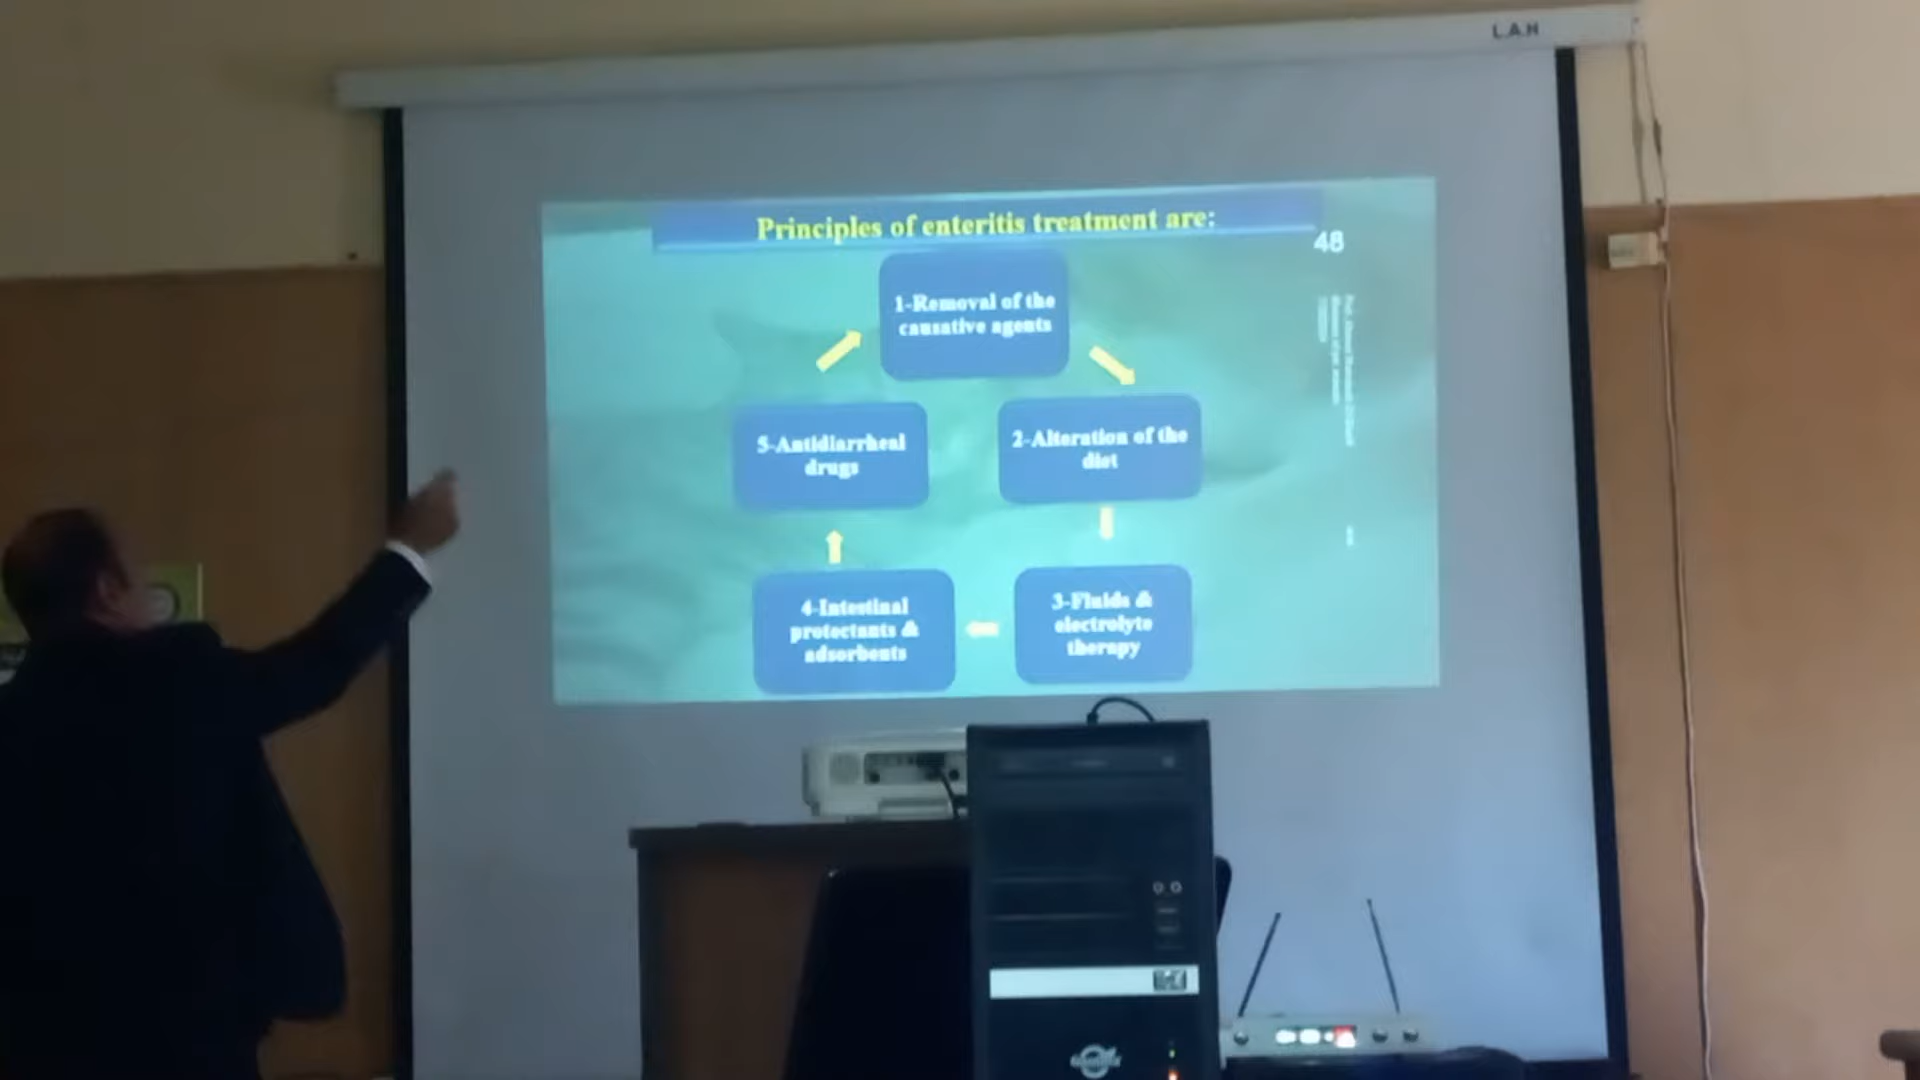 L.A.H
Principles of enteritis treatment are:
48
1-Removal of the
causative agents
2-Alteration of the
diet
3-Fluids &
electrolyte
therapy
4-Intestinal
protectants &
adsorbents
5-Antidiarrheal
drugs